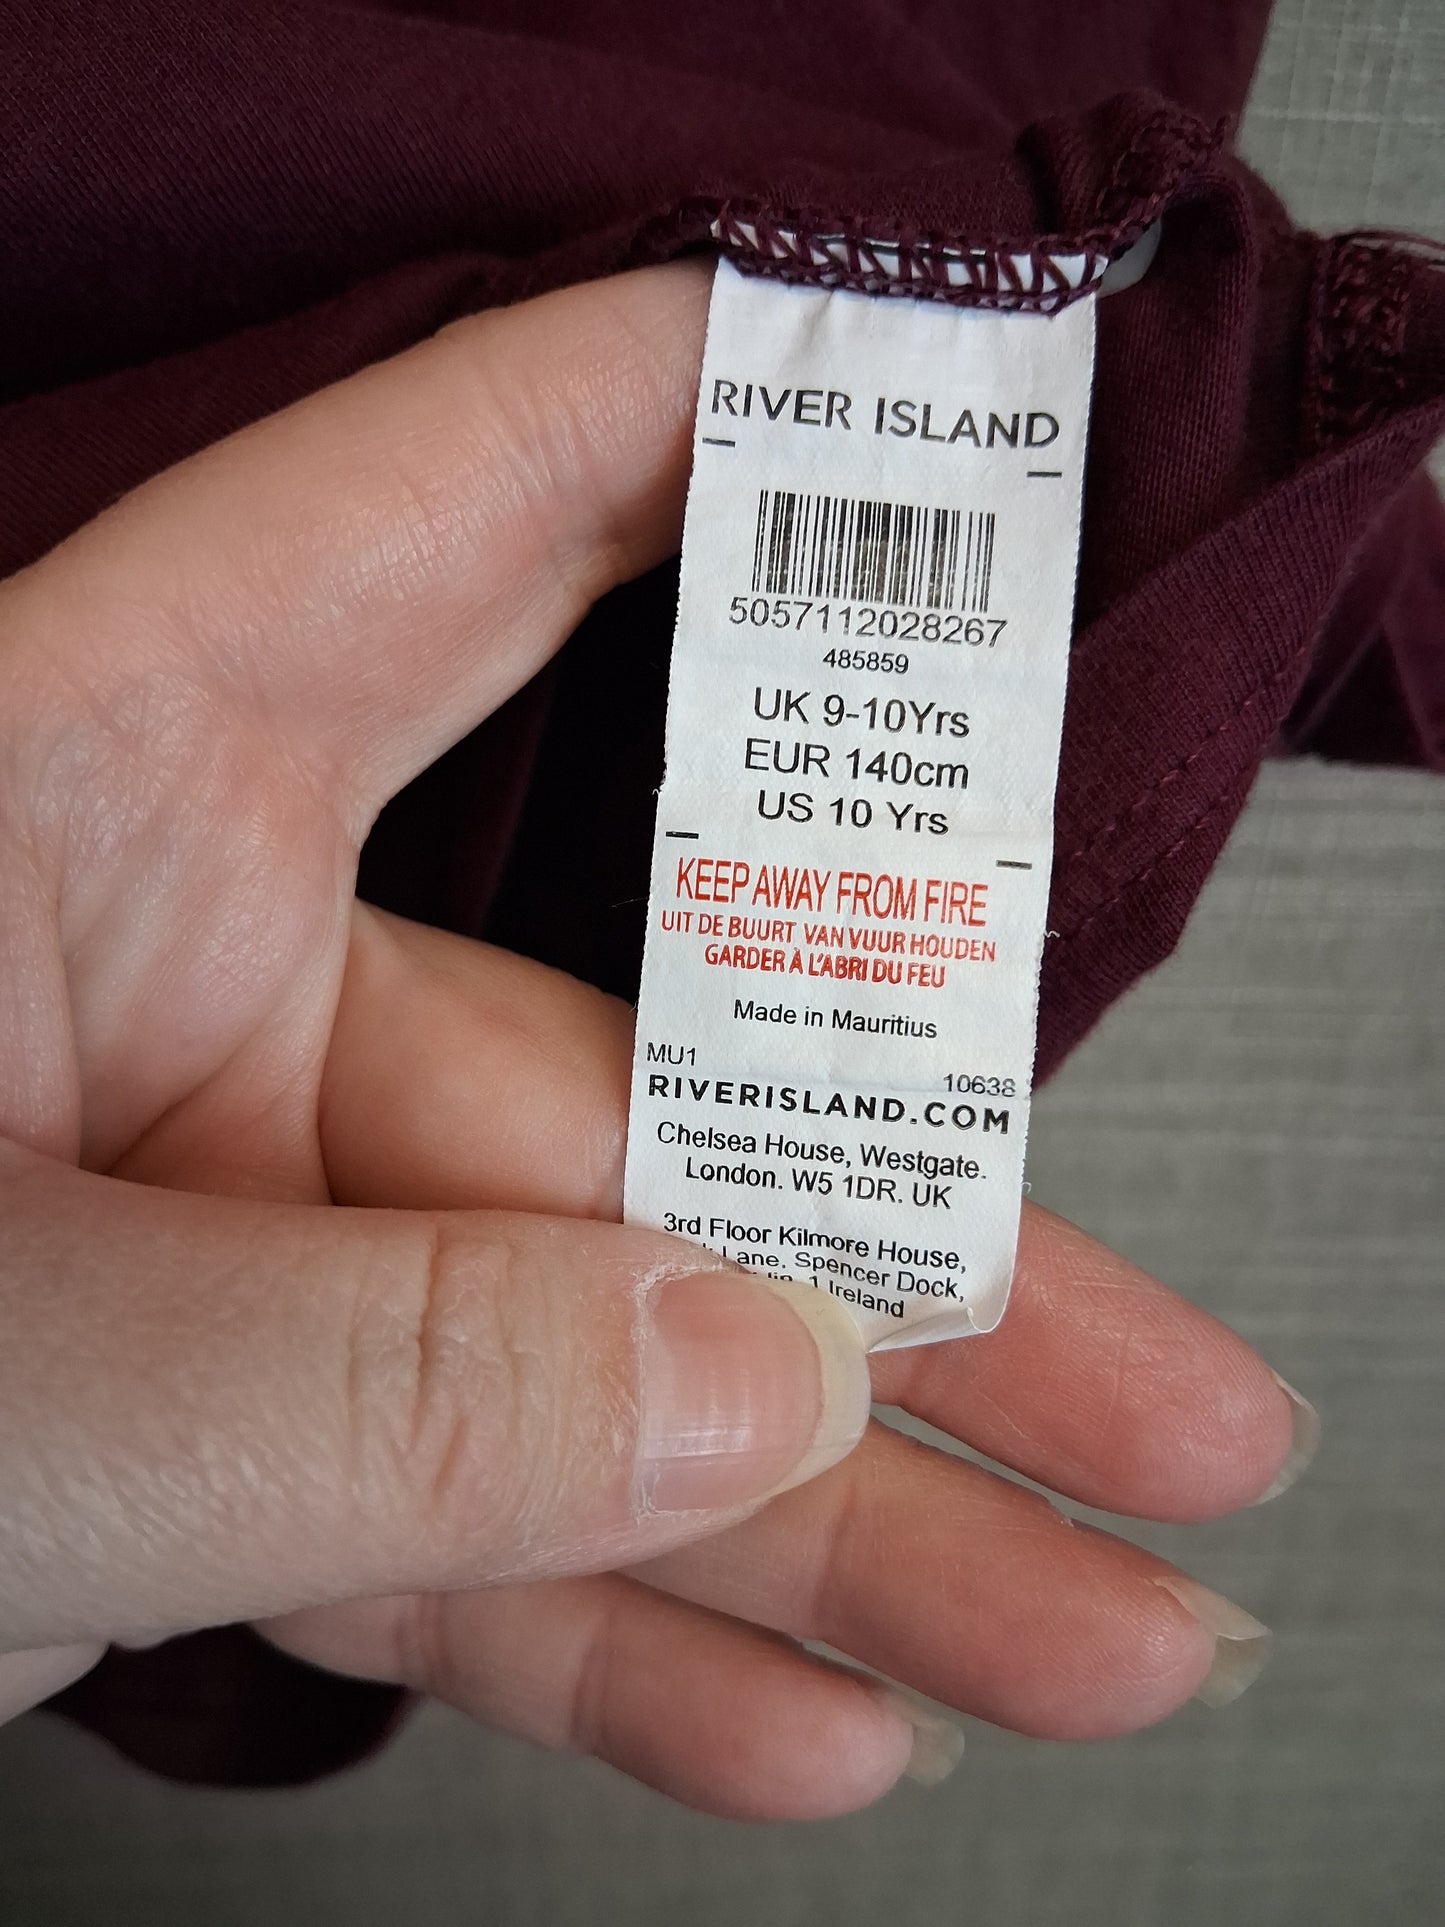 RIVER ISLAND
5057112028267
485859
UK 9-10Yrs
EUR 140cm
US 10 Yrs
KEEP AWAY FROM FIRE
UIT DE BUURT VAN VUUR HOUDEN
GARDER À L'ABRI DU FEU
Made in Mauritius
MU1
10638
RIVERISLAND.COM
Chelsea House, Westgate.
London. W5 1DR. UK
3rd Floor Kilmore House,
Lane. Spencer Dock,
1 Ireland